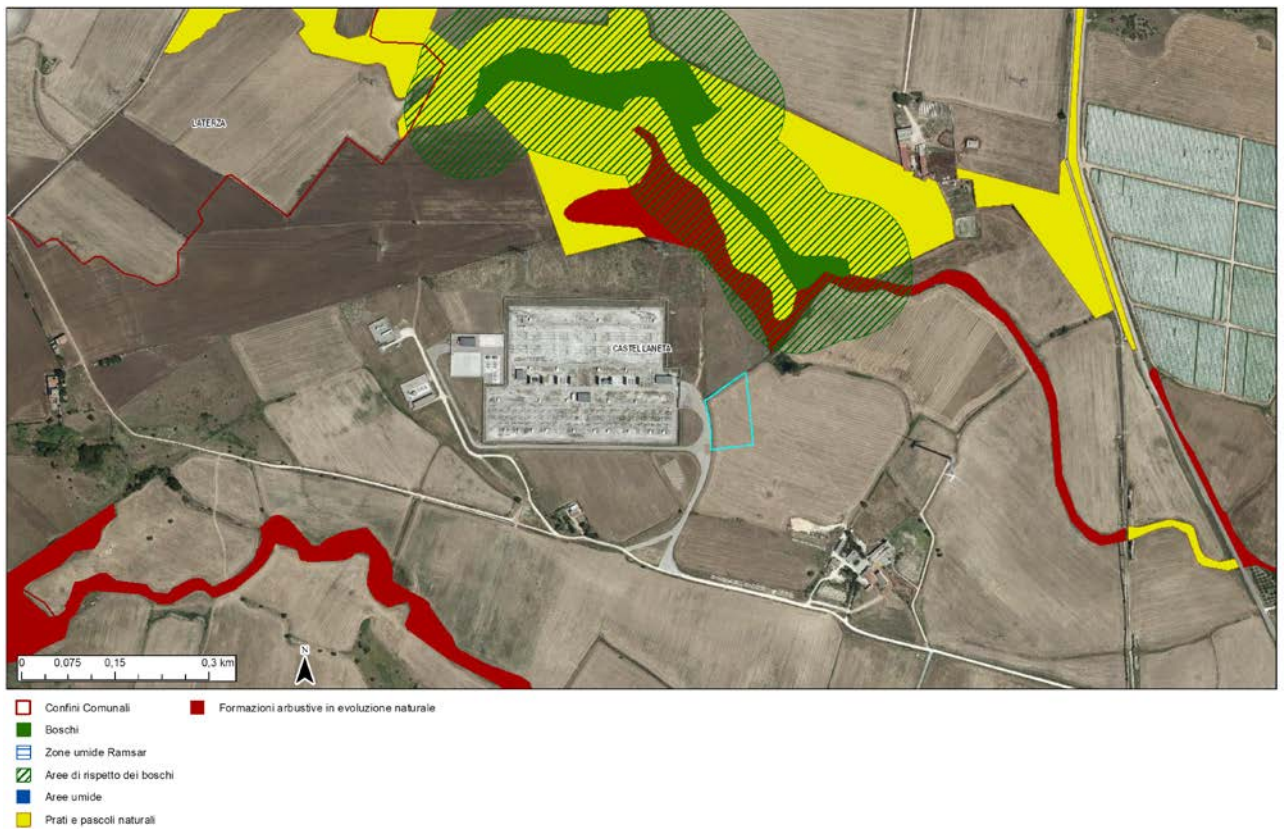 LATERZA
CASTELLANETA
N
0 0,075 0,15 0,3 km
Confini Comunali
Formazioni arbustive in evoluzione naturale
Boschi
Zone umide Ramsar
Aree di rispetto dei boschi
Aree umide
Prati e pascoli naturali